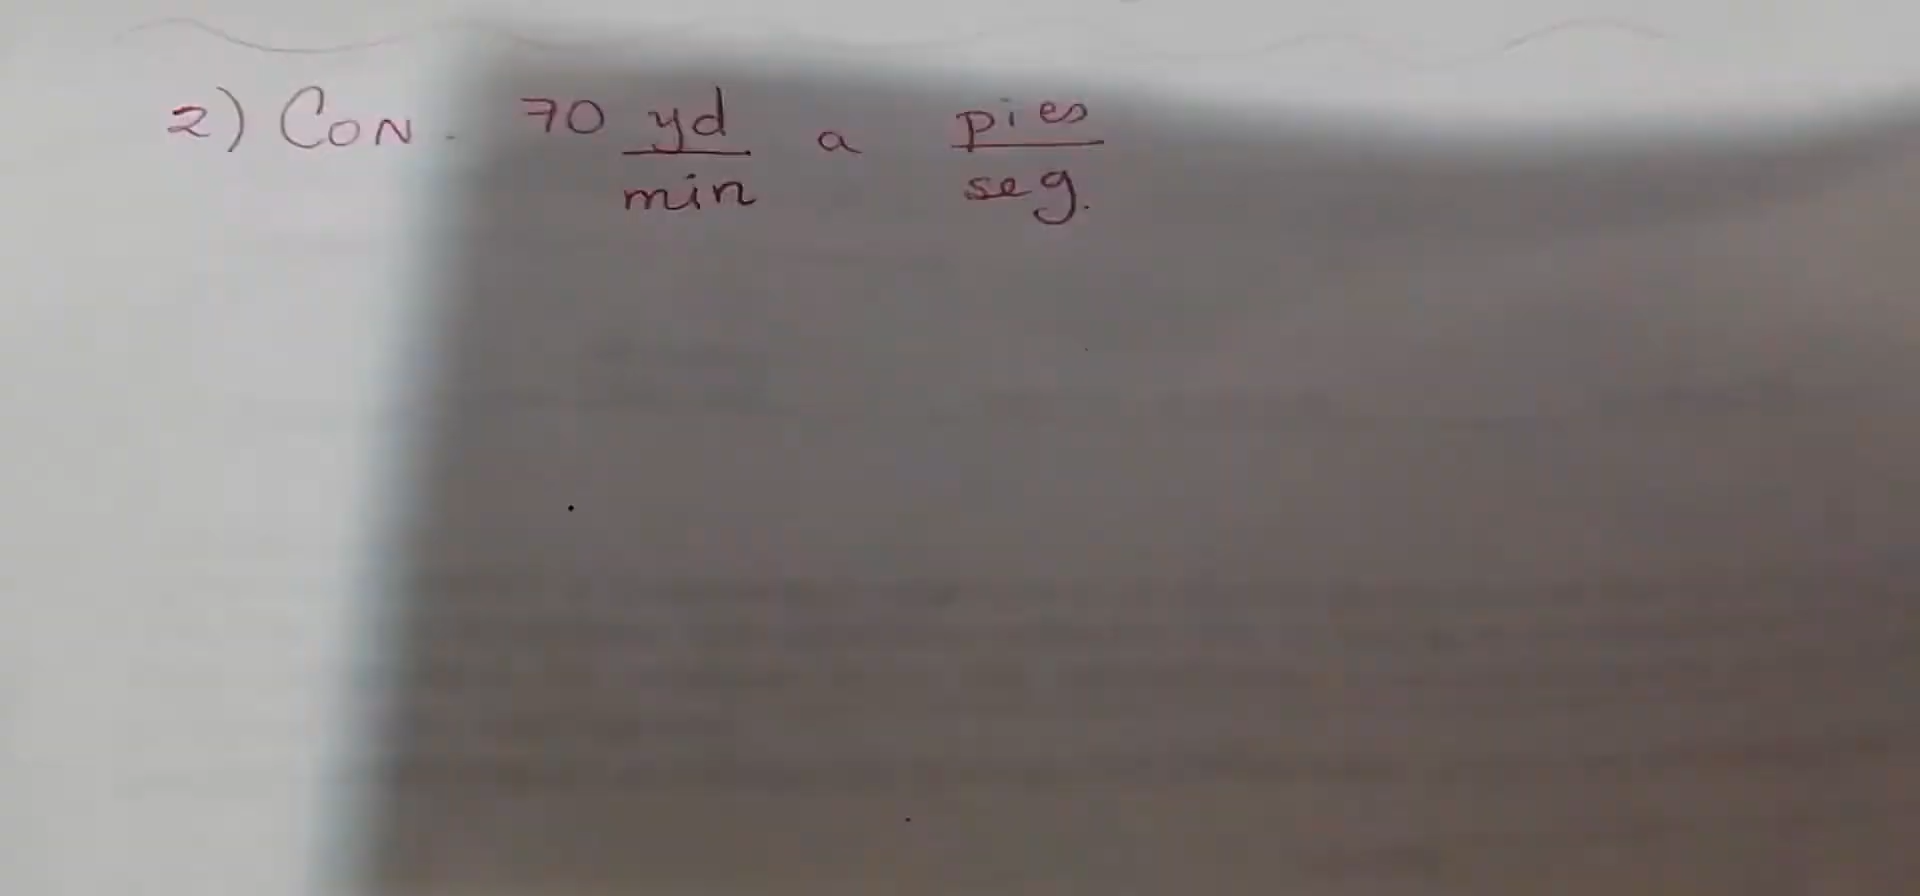 2) CON. 70 yd/min a pies/seg.